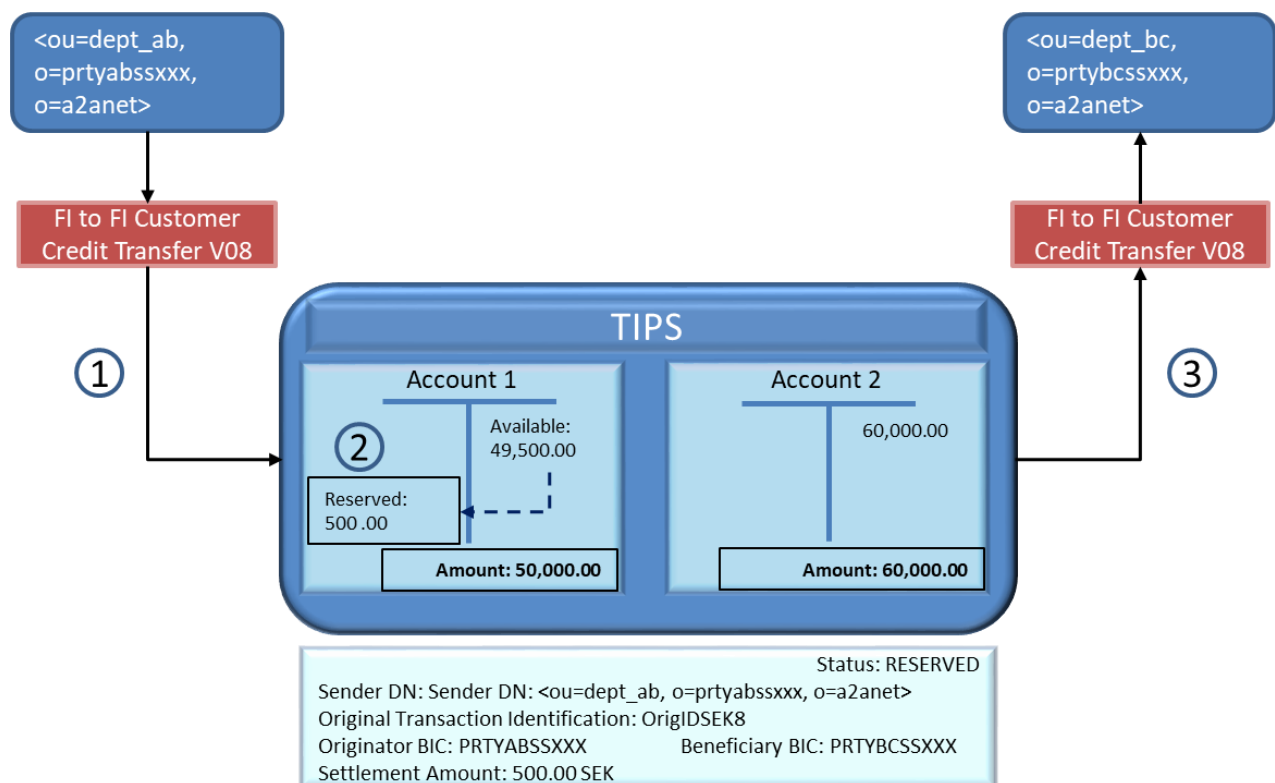 <ou=dept_ab,
o=prtyabssxxx,
o=a2anet>
<ou=dept_bc,
o=prtybcssxxx,
o=a2anet>
FI to FI Customer
Credit Transfer V08
FI to FI Customer
Credit Transfer V08
TIPS
1
3
Account 1
Account 2
2
Available:
49,500.00
60,000.00
Reserved:
500 .00
Amount: 50,000.00
Amount: 60,000.00
Status: RESERVED
Sender DN: Sender DN: <ou=dept_ab, o=prtyabssxxx, o=a2anet>
Original Transaction Identification: OrigIDSEK8
Originator BIC: PRTYABSSXXX Beneficiary BIC: PRTYBCSSXXX
Settlement Amount: 500.00 SEK